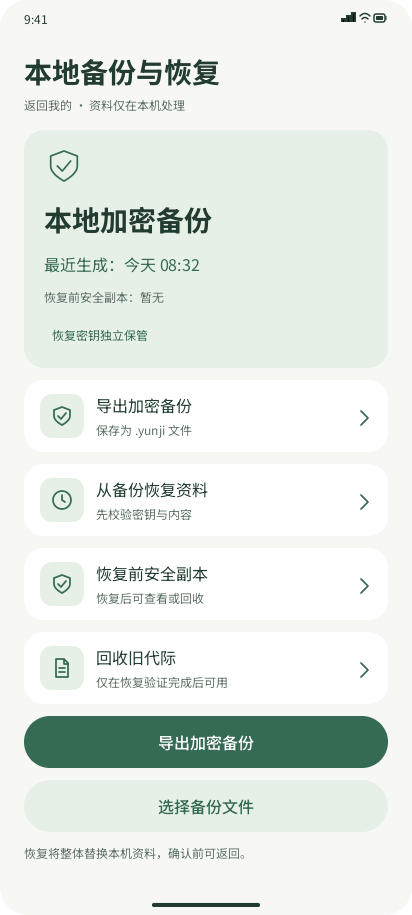 9:41
本地备份与恢复
返回我的 · 资料仅在本机处理
本地加密备份
最近生成：今天 08:32
恢复前安全副本：暂无
恢复密钥独立保管
导出加密备份
保存为 .yunji 文件
从备份恢复资料
先校验密钥与内容
恢复前安全副本
恢复后可查看或回收
回收旧代际
仅在恢复验证完成后可用
导出加密备份
选择备份文件
恢复将整体替换本机资料，确认前可返回。